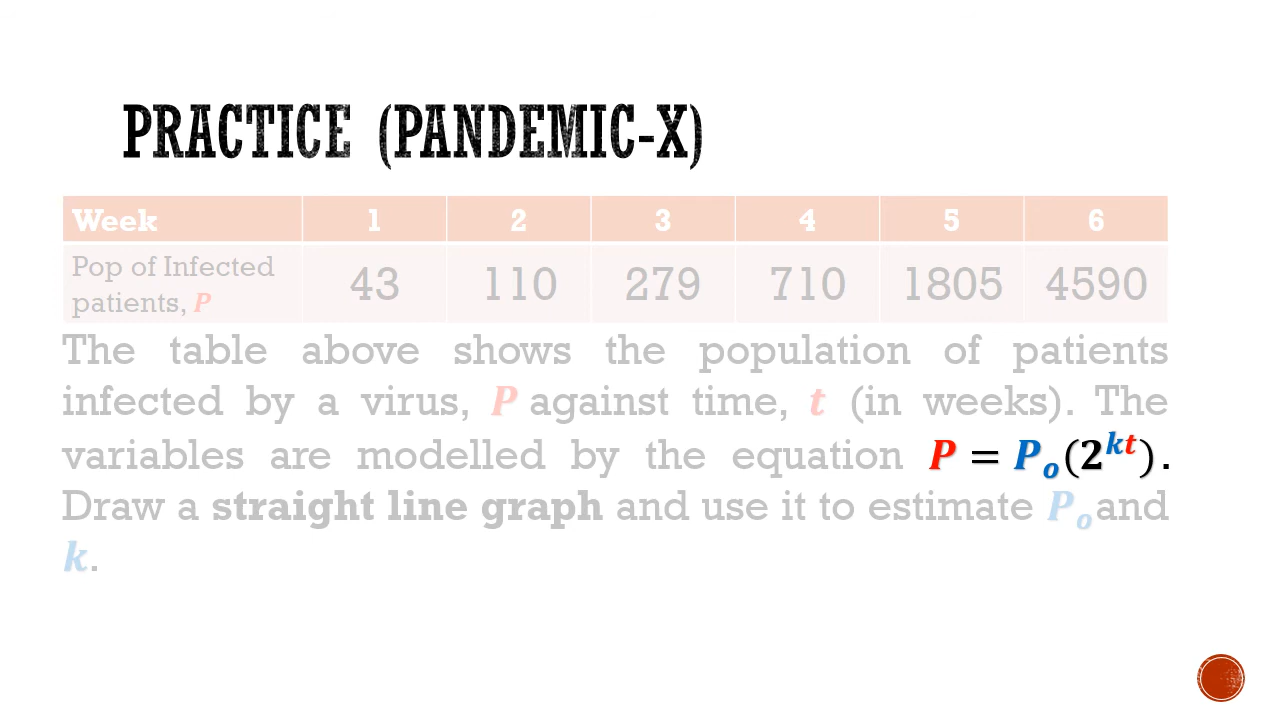 PRACTICE (PANDEMIC-X)
Week 1 2 3 4 5 6
Pop of Infected
patients, P 43 110 279 710 1805 4590
The table above shows the population of patients
infected by a virus, P against time, t (in weeks). The
variables are modelled by the equation P = Pₒ(2ᵏᵗ).
Draw a straight line graph and use it to estimate Pₒ and
k.